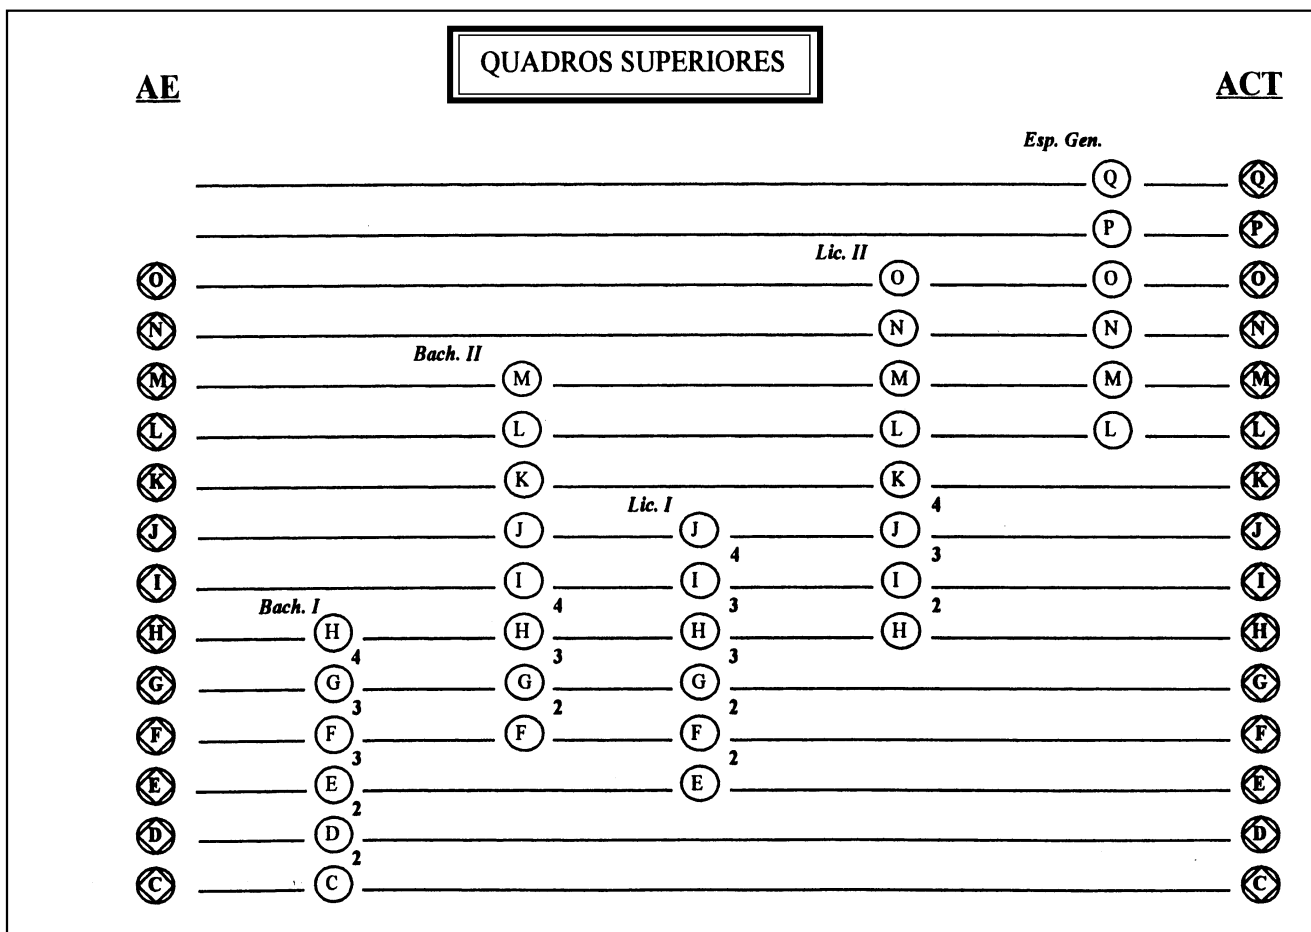 QUADROS SUPERIORES
AE ACT
Esp. Gen.
Q Q
P P
Lic. II
O O O O
N N N N
Bach. II
M M M M M
L L L L L
K K K K
Lic. I
4
J J J J J
4 3
I I I I I
Bach. I 4 3 2
H H H H H H
4 3 3
G G G G G
3 2 2
F F F F F
3 2
E E E E
2
D D D
2
C C C